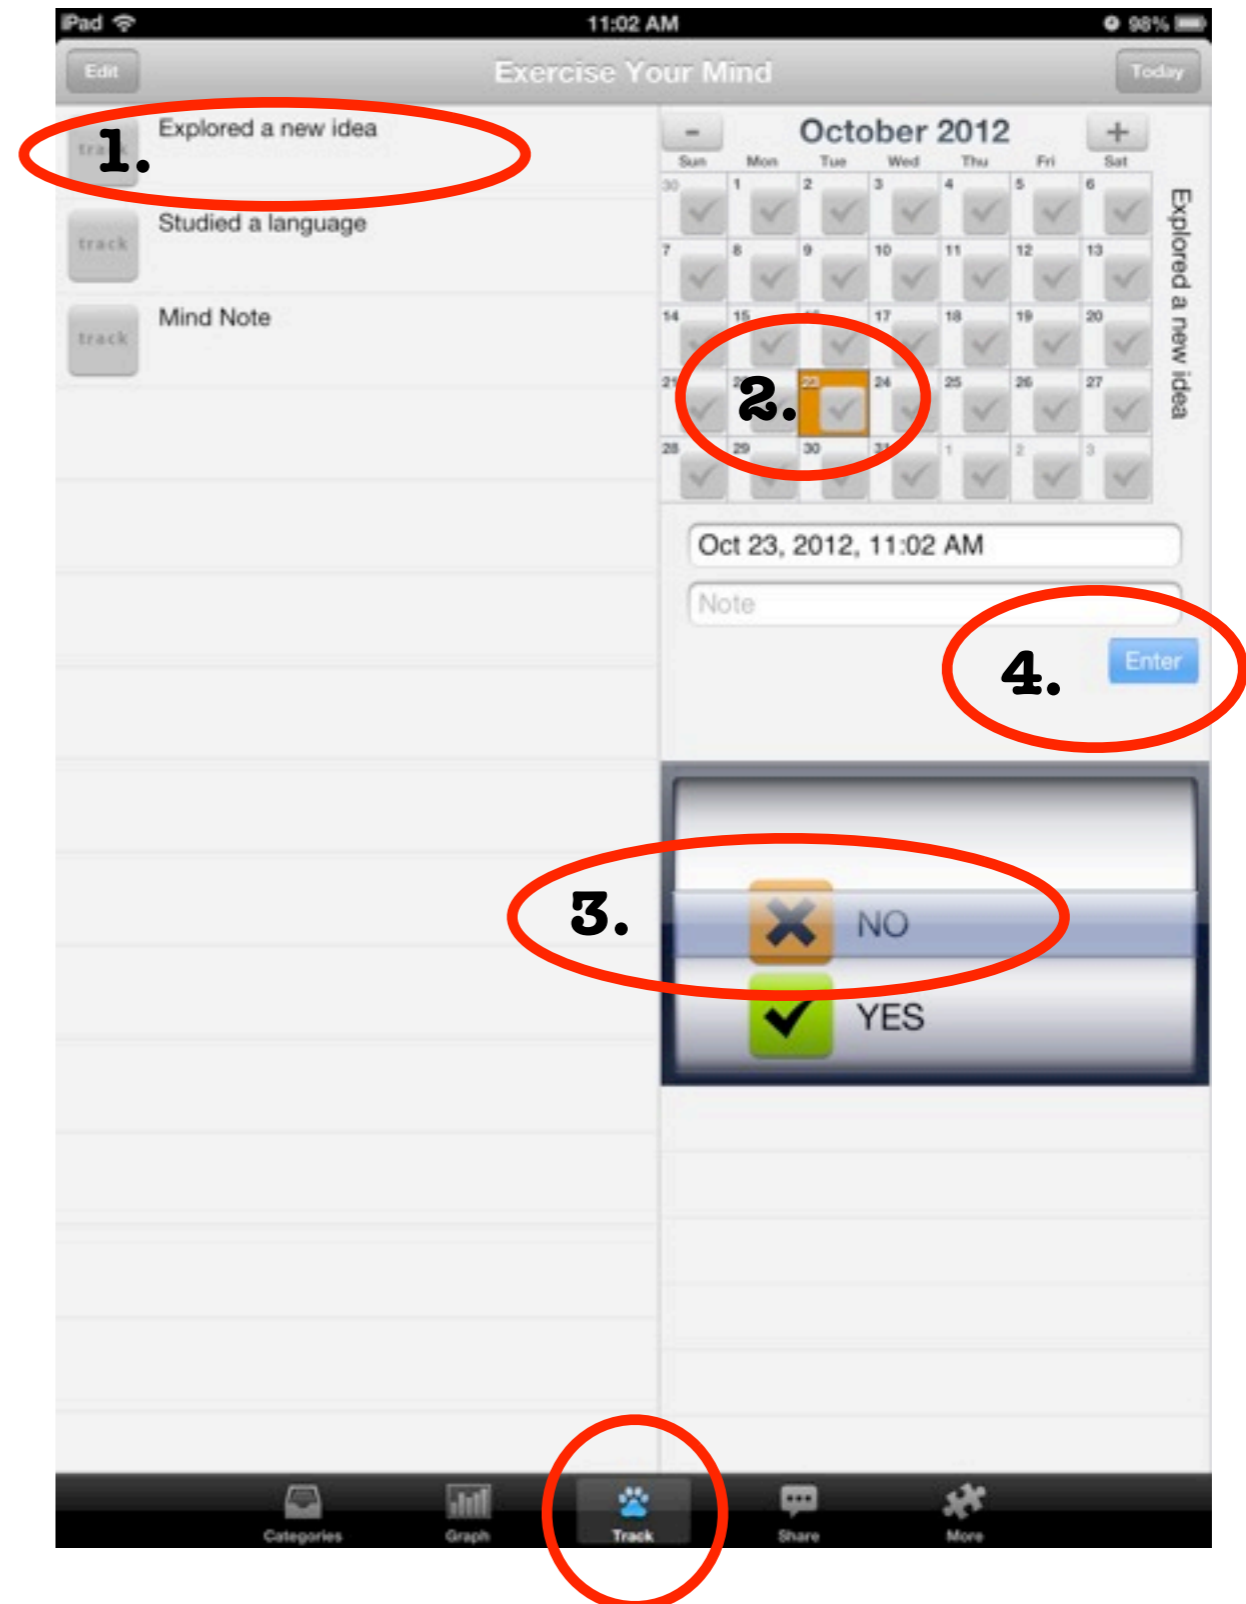 iPad 11:02 AM 98%
Edit Exercise Your Mind Today
1.
track Explored a new idea
track Studied a language
track Mind Note
- October 2012 +
Sun Mon Tue Wed Thu Fri Sat
30 1 2 3 4 5 6
7 8 9 10 11 12 13
14 15 17 18 19 20
21 23 24 25 26 27
28 29 30 31 1 2 3
Explored a new idea
2.
Oct 23, 2012, 11:02 AM
Note
4. Enter
3. NO
YES
Categories Graph Track Share More